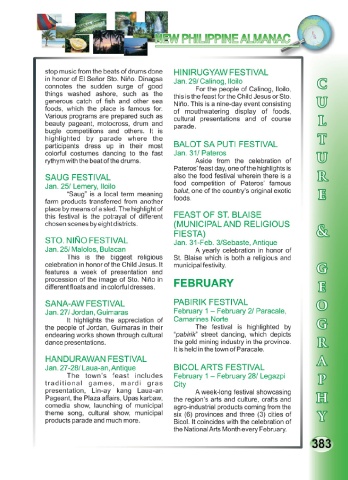 NEW PHILIPPINE ALMANAC
stop music from the beats of drums done
in honor of El Señor Sto. Niño. Dinagsa
connotes the sudden surge of good
things washed ashore, such as the
generous catch of fish and other sea
foods, which the place is famous for.
Various programs are prepared such as
beauty pageant, motocross, drum and
bugle competitions and others. It is
highlighted by parade where the
participants dress up in their most
colorful costumes dancing to the fast
rythym with the beat of the drums.
SAUG FESTIVAL
Jan. 25/ Lemery, Iloilo
"Saug" is a local term meaning
farm products transferred from another
place by means of a sled. The highlight of
this festival is the potrayal of different
chosen scenes by eight districts.
STO. NIÑO FESTIVAL
Jan. 25/ Malolos, Bulacan
This is the biggest religious
celebration in honor of the Child Jesus. It
features a week of presentation and
procession of the image of Sto. Niño in
different floats and in colorful dresses.
SANA-AW FESTIVAL
Jan. 27/ Jordan, Guimaras
It highlights the appreciation of
the people of Jordan, Guimaras in their
endearing works shown through cultural
dance presentations.
HANDURAWAN FESTIVAL
Jan. 27-28/ Laua-an, Antique
The town's feast includes
traditional games, mardi gras
presentation, Lin-ay kang Laua-an
Pageant, the Plaza affairs, Upas karbaw,
comedia show, launching of municipal
theme song, cultural show, municipal
products parade and much more.
HINIRUGYAW FESTIVAL
Jan. 29/ Calinog, Iloilo
For the people of Calinog, Iloilo,
this is the feast for the Child Jesus or Sto.
Niño. This is a nine-day event consisting
of mouthwatering display of foods,
cultural presentations and of course
parade.
BALOT SA PUTI FESTIVAL
Jan. 31/ Pateros
Aside from the celebration of
Pateros' feast day, one of the highlights is
also the food festival wherein there is a
food competition of Pateros' famous
balut, one of the country's original exotic
foods.
FEAST OF ST. BLAISE
(MUNICIPAL AND RELIGIOUS
FIESTA)
Jan. 31-Feb. 3/Sebaste, Antique
A yearly celebration in honor of
St. Blaise which is both a religious and
municipal festivity.
FEBRUARY
PABIRIK FESTIVAL
February 1 – February 2/ Paracale,
Camarines Norte
The festival is highlighted by
"pabirik" street dancing, which depicts
the gold mining industry in the province.
It is held in the town of Paracale.
BICOL ARTS FESTIVAL
February 1 – February 28/ Legazpi
City
A week-long festival showcasing
the region's arts and culture, crafts and
agro-industrial products coming from the
six (6) provinces and three (3) cities of
Bicol. It coincides with the celebration of
the National Arts Month every February.
CULTURE & GEOGRAPHY
383